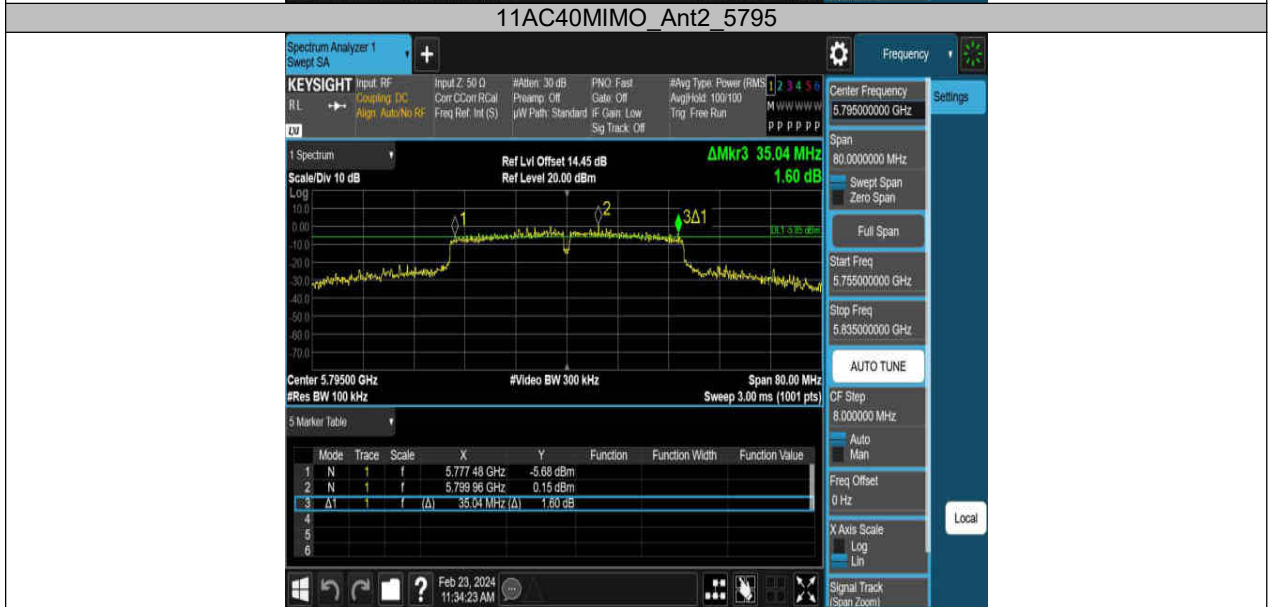 11AC40MIMO_Ant2_5795
Spectrum Analyzer 1
Swept SA
+
Frequency
KEYSIGHT Input: RF Input Z: 50 Ω #Atten: 30 dB PNO: Fast #Avg Type: Power (RMS 1 2 3 4 5 6
RL Coupling: DC Corr CCorr RCal Preamp: Off Gate: Off Avg|Hold: 100/100 M W W W W W
Align: Auto/No RF Freq Ref: Int (S) µW Path: Standard IF Gain: Low Trig: Free Run
Sig Track: Off P P P P P P
LXI
Center Frequency
5.795000000 GHz
Settings
Span
80.0000000 MHz
Swept Span
Zero Span
Full Span
Start Freq
5.755000000 GHz
Stop Freq
5.835000000 GHz
AUTO TUNE
CF Step
8.000000 MHz
Auto
Man
Freq Offset
0 Hz
X Axis Scale
Log
Lin
Signal Track
(Span Zoom)
Local
1 Spectrum
Ref Lvl Offset 14.45 dB
ΔMkr3 35.04 MHz
Scale/Div 10 dB
Ref Level 20.00 dBm
1.60 dB
Log
10.0
0.00
-10.0
-20.0
-30.0
-40.0
-50.0
-60.0
-70.0
1
2
3Δ1
DL1 -5.85 dBm
Center 5.79500 GHz #Video BW 300 kHz Span 80.00 MHz
#Res BW 100 kHz Sweep 3.00 ms (1001 pts)
5 Marker Table
Mode Trace Scale X Y Function Function Width Function Value
1 N 1 f 5.777 48 GHz -5.68 dBm
2 N 1 f 5.799 96 GHz 0.15 dBm
3 Δ1 1 f (Δ) 35.04 MHz (Δ) 1.60 dB
4
5
6
?
Feb 23, 2024
11:34:23 AM